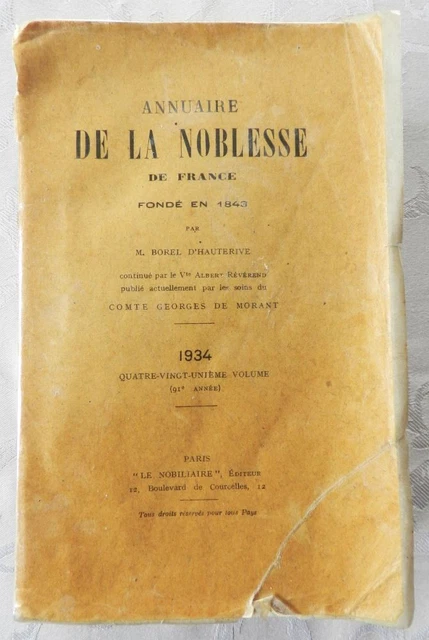 ANNUAIRE
DE LA NOBLESSE
DE FRANCE
FONDÉ EN 1843
PAR
M. BOREL D'HAUTERIVE
continué par le Vte Albert Révérend
publié actuellement par les soins du
COMTE GEORGES DE MORANT
1934
QUATRE-VINGT-UNIÈME VOLUME
(91e ANNÉE)
PARIS
"LE NOBILIAIRE", Éditeur
12, Boulevard de Courcelles, 12
Tous droits réservés pour tous Pays